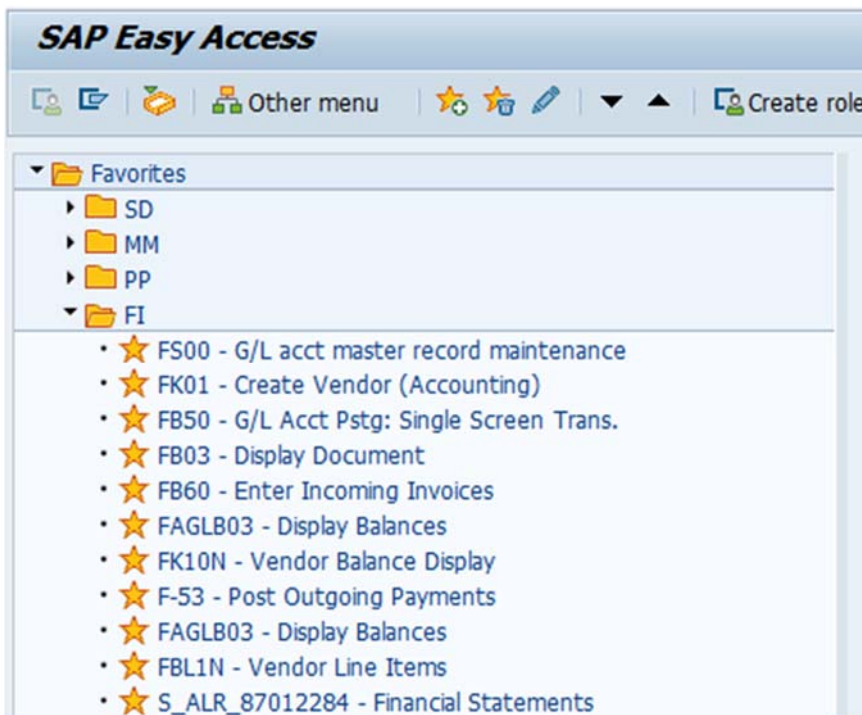 SAP Easy Access
Other menu Create role
Favorites
SD
MM
PP
FI
FS00 - G/L acct master record maintenance
FK01 - Create Vendor (Accounting)
FB50 - G/L Acct Pstg: Single Screen Trans.
FB03 - Display Document
FB60 - Enter Incoming Invoices
FAGLB03 - Display Balances
FK10N - Vendor Balance Display
F-53 - Post Outgoing Payments
FAGLB03 - Display Balances
FBL1N - Vendor Line Items
S_ALR_87012284 - Financial Statements